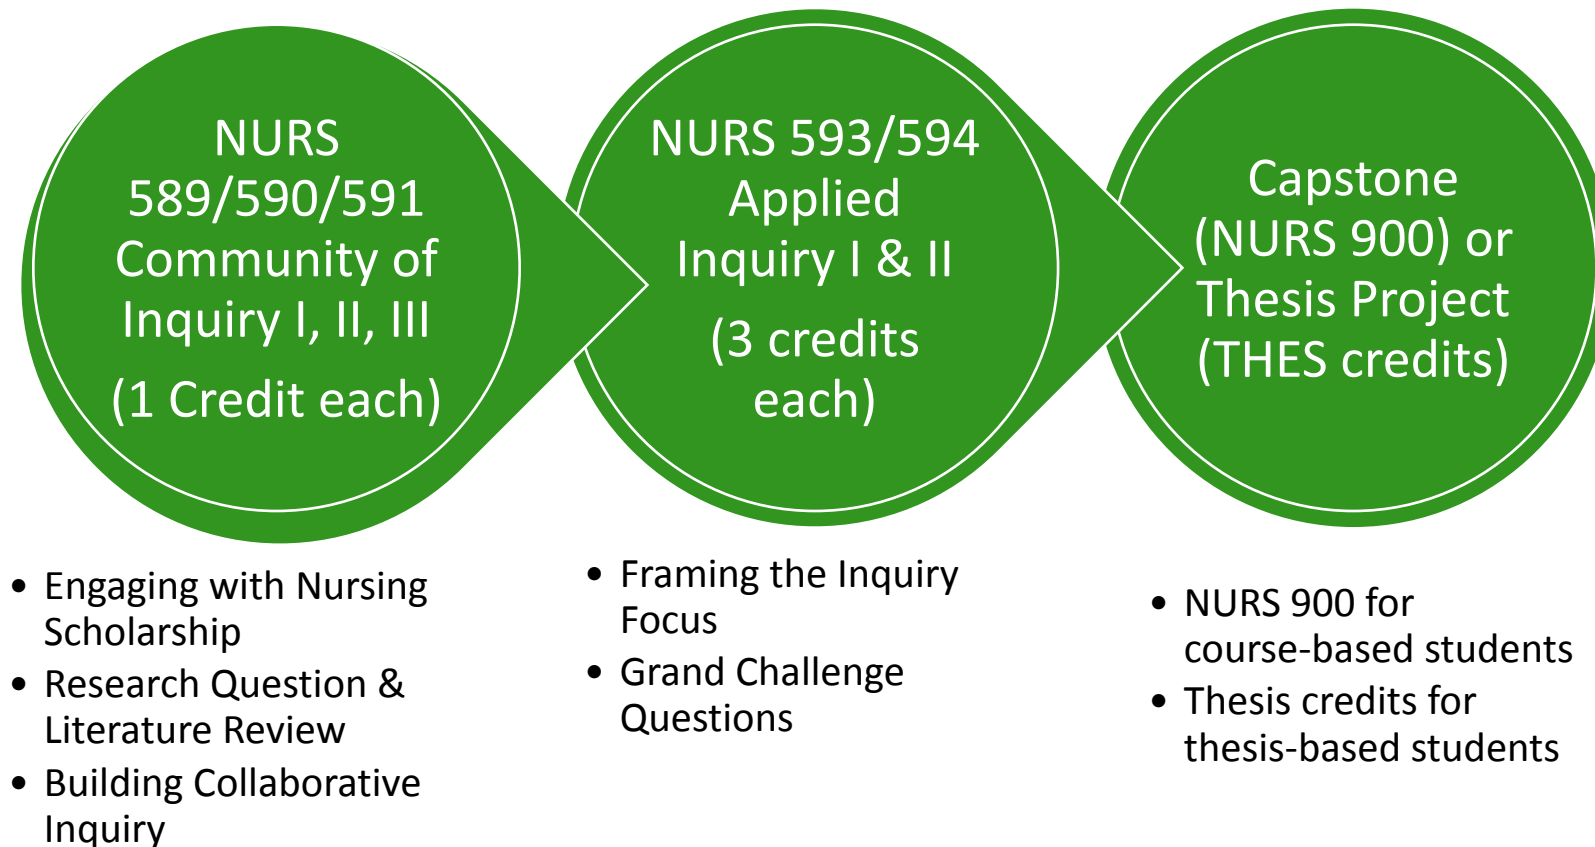 NURS
589/590/591
Community of
Inquiry I, II, III
(1 Credit each)
• Engaging with Nursing
Scholarship
• Research Question &
Literature Review
• Building Collaborative
Inquiry
NURS 593/594
Applied
Inquiry I & II
(3 credits
each)
• Framing the Inquiry
Focus
• Grand Challenge
Questions
Capstone
(NURS 900) or
Thesis Project
(THES credits)
• NURS 900 for
course-based students
• Thesis credits for
thesis-based students